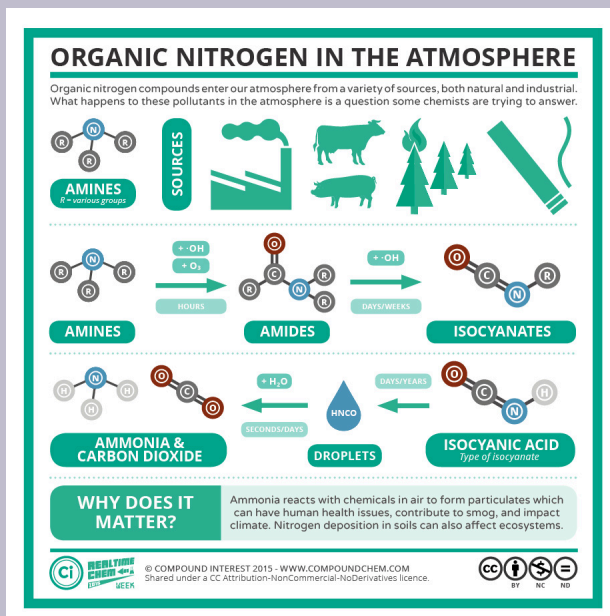 ORGANIC NITROGEN IN THE ATMOSPHERE
Organic nitrogen compounds enter our atmosphere from a variety of sources, both natural and industrial.
What happens to these pollutants in the atmosphere is a question some chemists are trying to answer.
N
R
R
R
AMINES
R = various groups
SOURCES
N
R
R
R
AMINES
+ ·OH
+ O₃
HOURS
O
C
R
N
R
R
AMIDES
+ ·OH
DAYS/WEEKS
O
C
N
R
ISOCYANATES
N
H
H
H
O
C
O
AMMONIA &
CARBON DIOXIDE
+ H₂O
SECONDS/DAYS
HNCO
DROPLETS
DAYS/YEARS
O
C
N
H
ISOCYANIC ACID
Type of isocyanate
WHY DOES IT
MATTER?
Ammonia reacts with chemicals in air to form particulates which
can have human health issues, contribute to smog, and impact
climate. Nitrogen deposition in soils can also affect ecosystems.
Ci
REALTIME
CHEM
WEEK
© COMPOUND INTEREST 2015 - WWW.COMPOUNDCHEM.COM
Shared under a CC Attribution-NonCommercial-NoDerivatives licence.
CC
BY
NC
ND